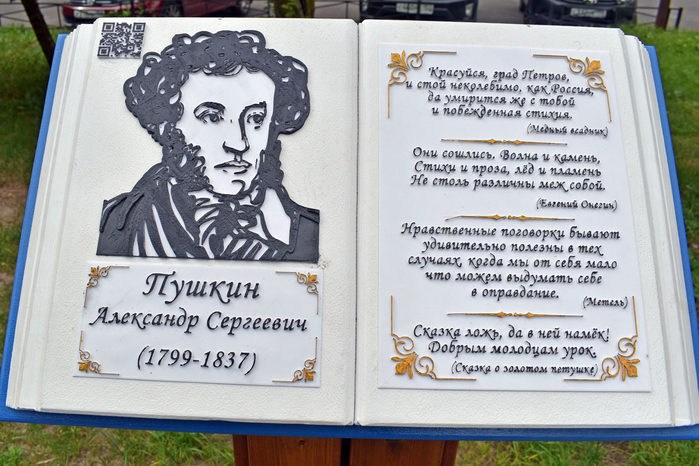 Пушкин
Александр Сергеевич
(1799-1837)
Красуйся, град Петров,
и стой неколебимо, как Россия,
да умирится же с тобой
и побежденная стихия.
(Медный всадник)
Они сошлись. Волна и камень,
Стихи и проза, лёд и пламень
Не столь различны меж собой.
(Евгений Онегин)
Нравственные поговорки бывают
удивительно полезны в тех
случаях, когда мы от себя мало
что можем выдумать себе
в оправдание.
(Метель)
Сказка ложь, да в ней намёк!
Добрым молодцам урок.
(Сказка о золотом петушке)